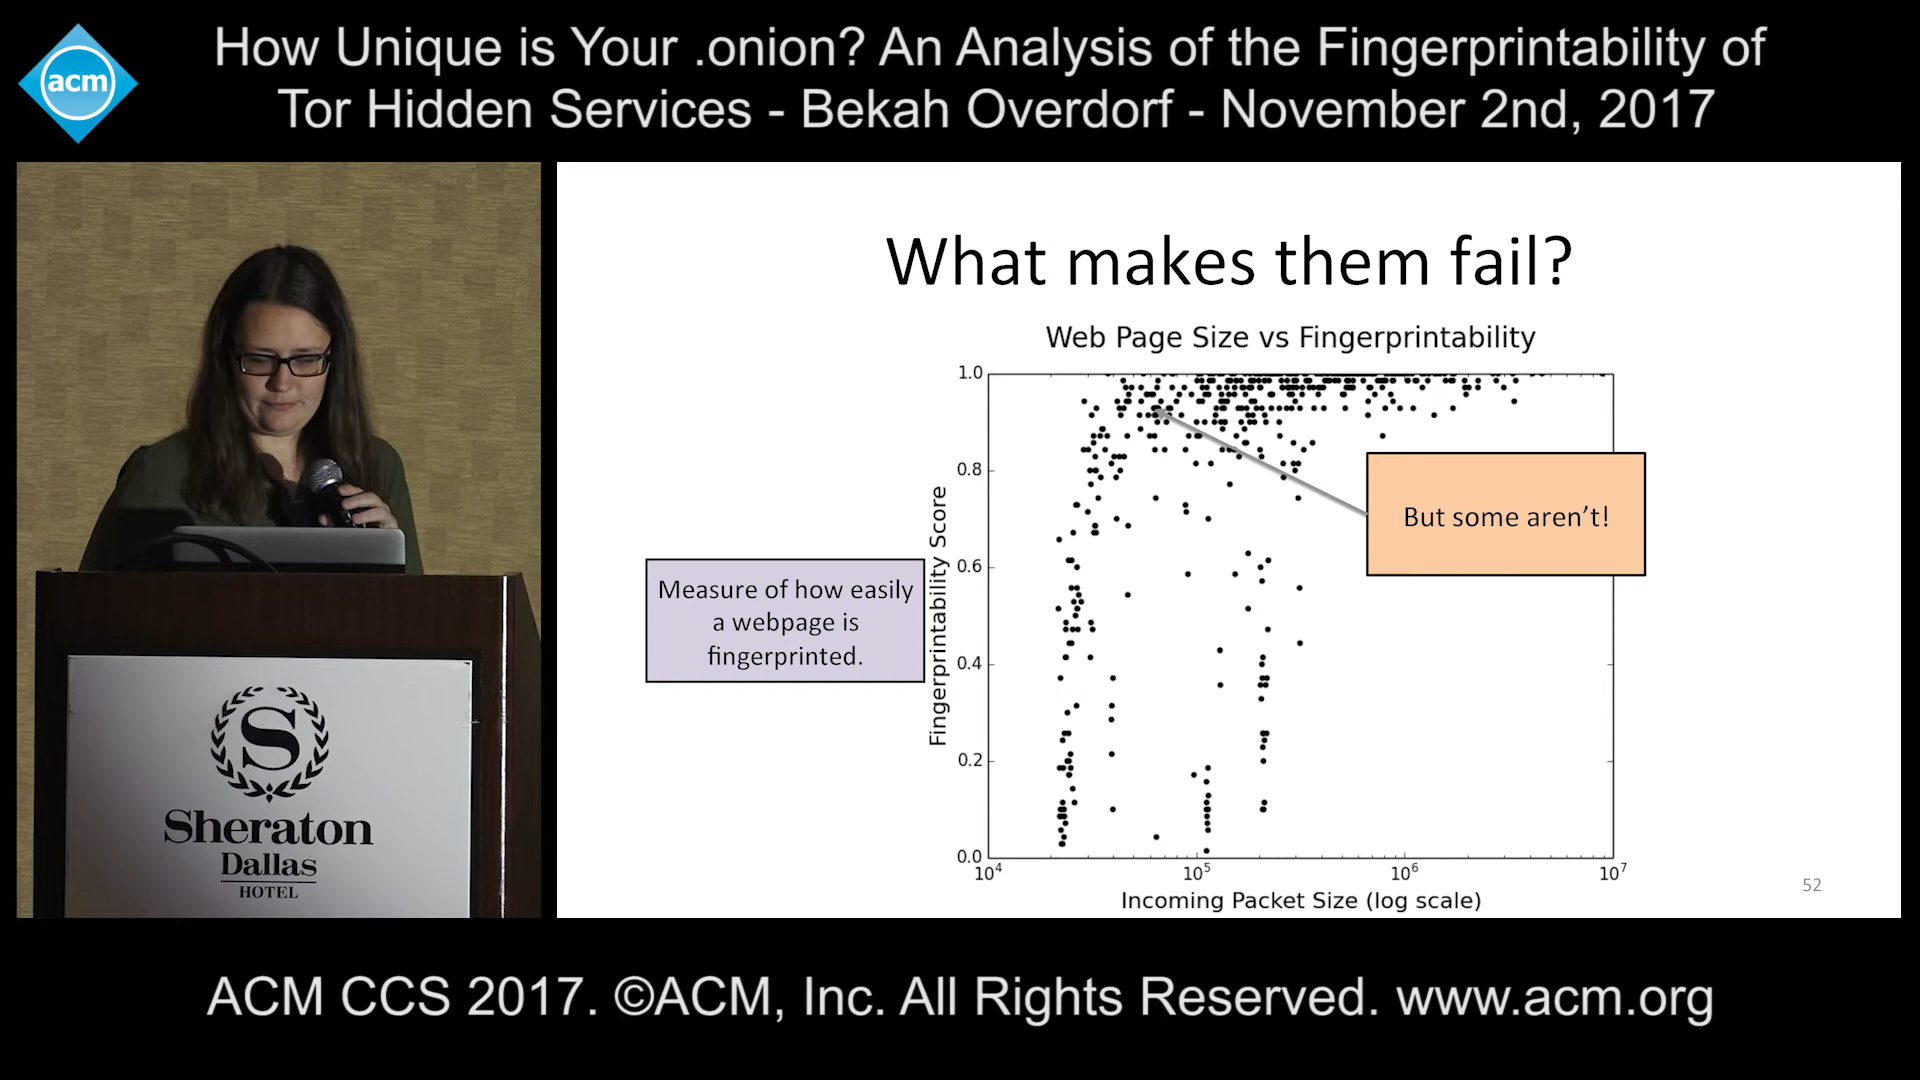 acm
How Unique is Your .onion? An Analysis of the Fingerprintability of
Tor Hidden Services - Bekah Overdorf - November 2nd, 2017
What makes them fail?
Web Page Size vs Fingerprintability
1.0
0.8
0.6
0.4
0.2
0.0
Fingerprintability Score
10⁴
10⁵
10⁶
10⁷
Incoming Packet Size (log scale)
But some aren't!
Measure of how easily
a webpage is
fingerprinted.
52
S
Sheraton
Dallas
HOTEL
ACM CCS 2017. ©ACM, Inc. All Rights Reserved. www.acm.org